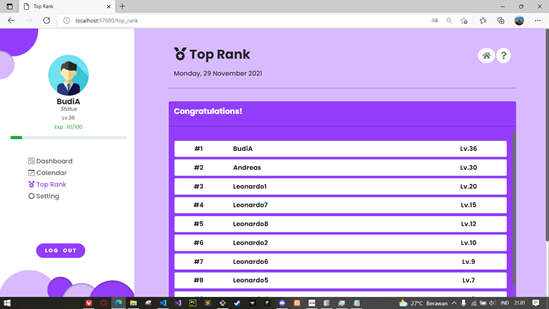 Top Rank
localhost:57060/top_rank
Top Rank
Monday, 29 November 2021
BudiA
Status
Lv.36
Exp : 10/100
Dashboard
Calendar
Top Rank
Setting
LOG OUT
Congratulations!
#1 BudiA Lv.36
#2 Andreas Lv.30
#3 Leonardo1 Lv.20
#4 Leonardo7 Lv.15
#5 Leonardo8 Lv.12
#6 Leonardo2 Lv.10
#7 Leonardo6 Lv.9
#8 Leonardo5 Lv.7
27°C Berawan
IND
21.01